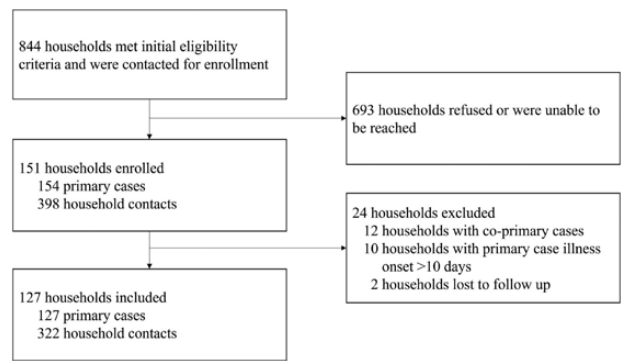 844 households met initial eligibility
criteria and were contacted for enrollment
693 households refused or were unable to
be reached
151 households enrolled
154 primary cases
398 household contacts
24 households excluded
12 households with co-primary cases
10 households with primary case illness
onset >10 days
2 households lost to follow up
127 households included
127 primary cases
322 household contacts